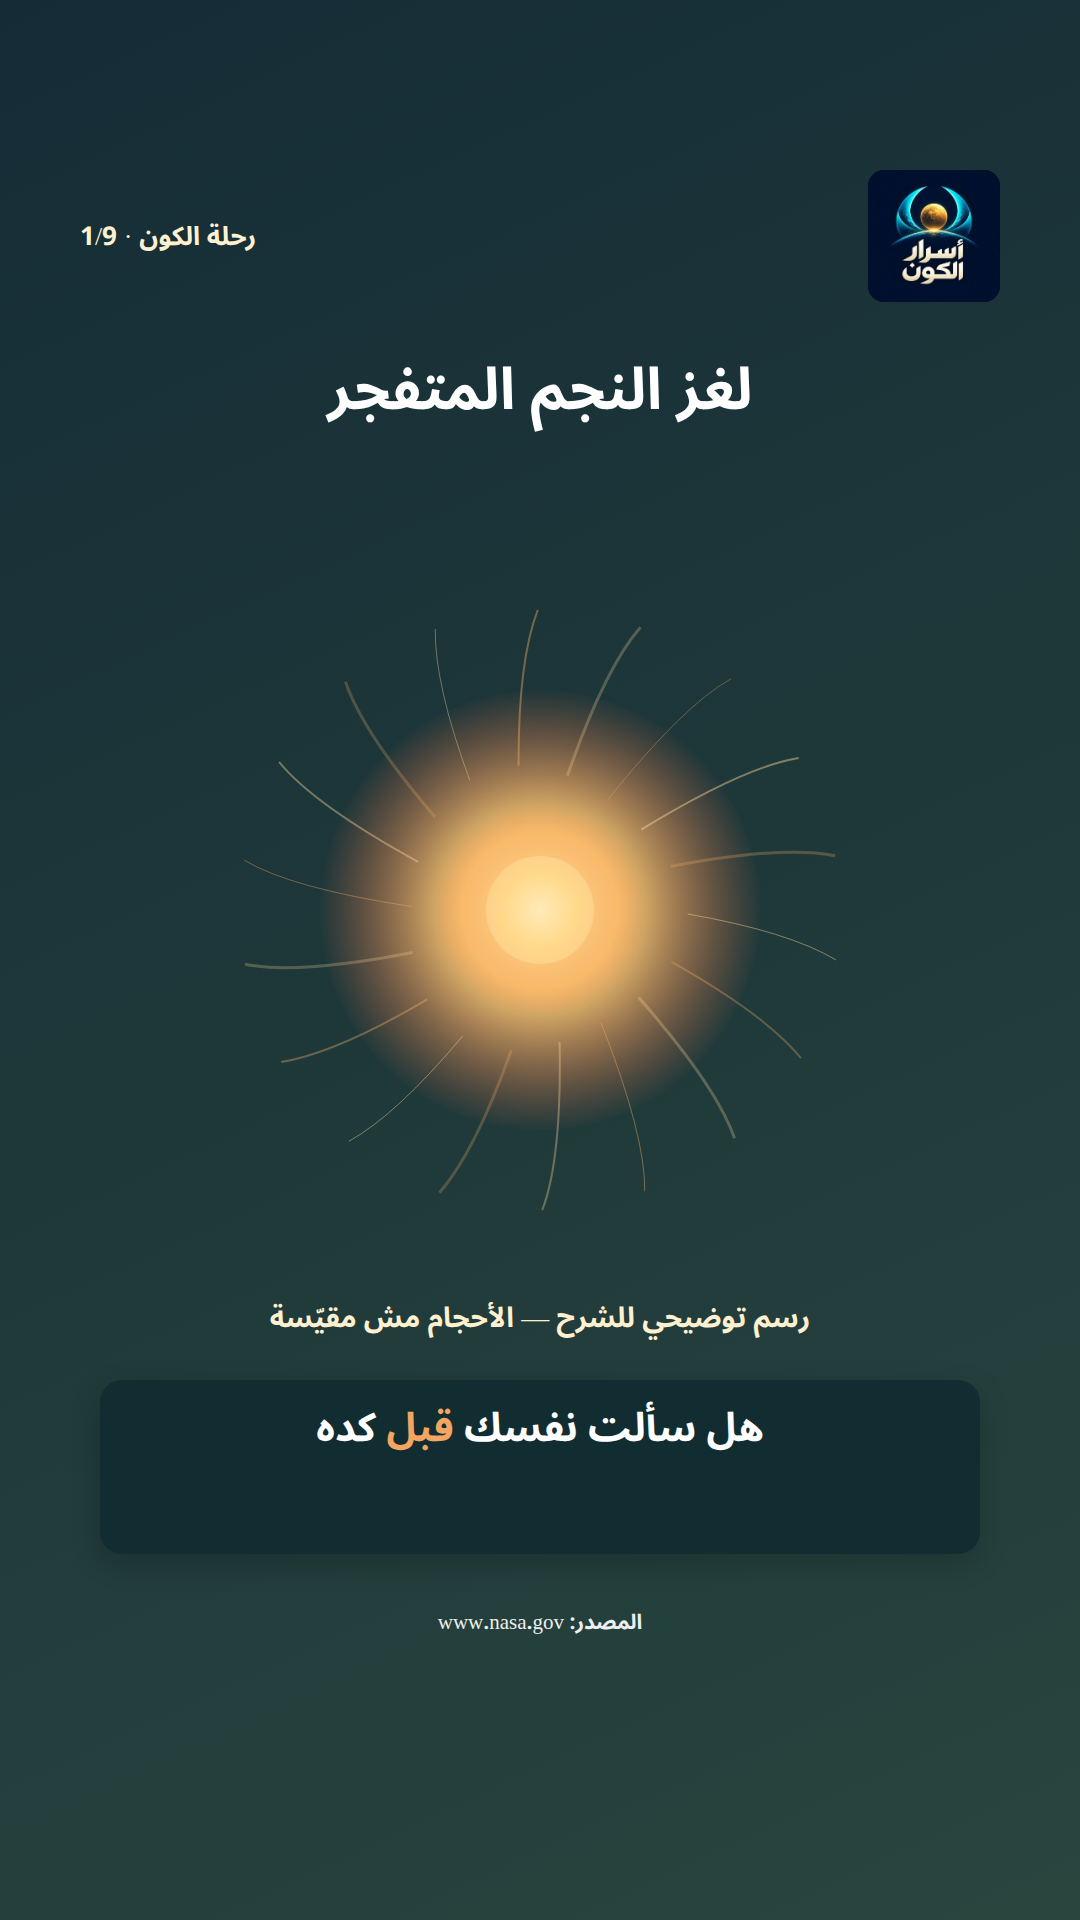 أسرار
الكون
رحلة الكون · 1/9
لغز النجم المتفجر
رسم توضيحي للشرح — الأحجام مش مقيّسة
هل سألت نفسك قبل كده
المصدر: www.nasa.gov